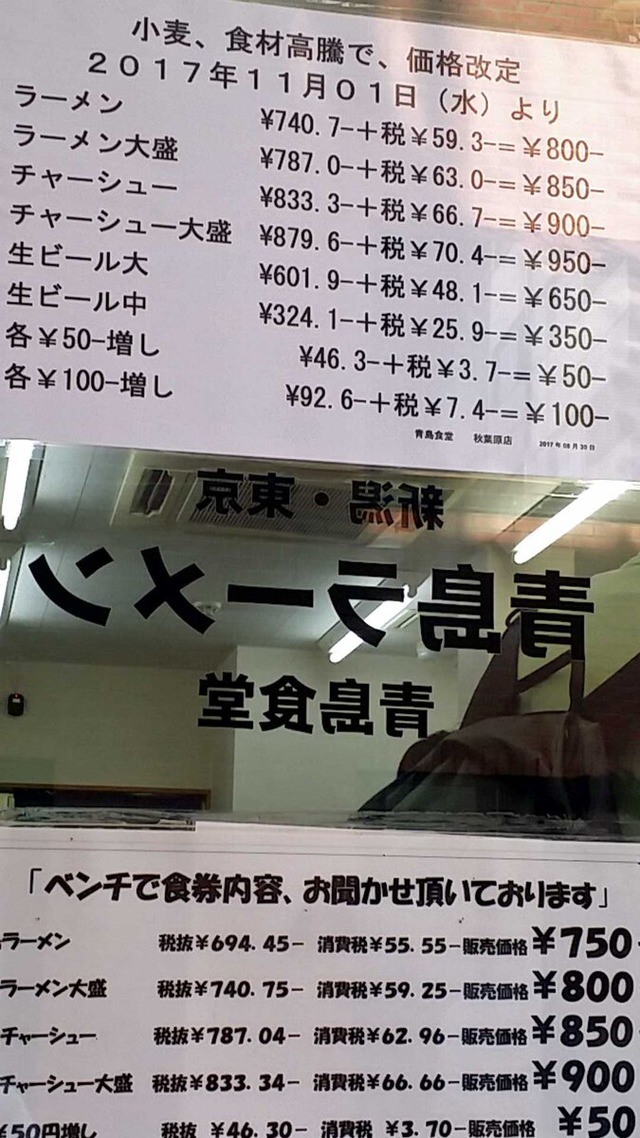 小麦、食材高騰で、価格改定
２０１７年１１月０１日（水）より
ラーメン ¥740.7-＋税￥59.3-=￥800-
ラーメン大盛 ¥787.0-＋税￥63.0-=￥850-
チャーシュー ¥833.3-＋税￥66.7-=￥900-
チャーシュー大盛 ¥879.6-＋税￥70.4-=￥950-
生ビール大 ¥601.9-＋税￥48.1-=￥650-
生ビール中 ¥324.1-＋税￥25.9-=￥350-
各￥50-増し ¥46.3-＋税￥3.7-=￥50-
各￥100-増し ¥92.6-＋税￥7.4-=￥100-
青島食堂 秋葉原店 2017年08月30日
新潟・東京
青島ラーメン
青島食堂
「ベンチで食券内容、お聞かせ頂いております」
ラーメン 税抜￥694.45- 消費税￥55.55-販売価格￥750-
ラーメン大盛 税抜￥740.75- 消費税￥59.25-販売価格￥800
チャーシュー 税抜￥787.04- 消費税￥62.96-販売価格￥850
チャーシュー大盛 税抜￥833.34- 消費税￥66.66-販売価格￥900
¥50円増し 税抜 ￥46.30- 消費税 ￥3.70-販売価格 ￥50